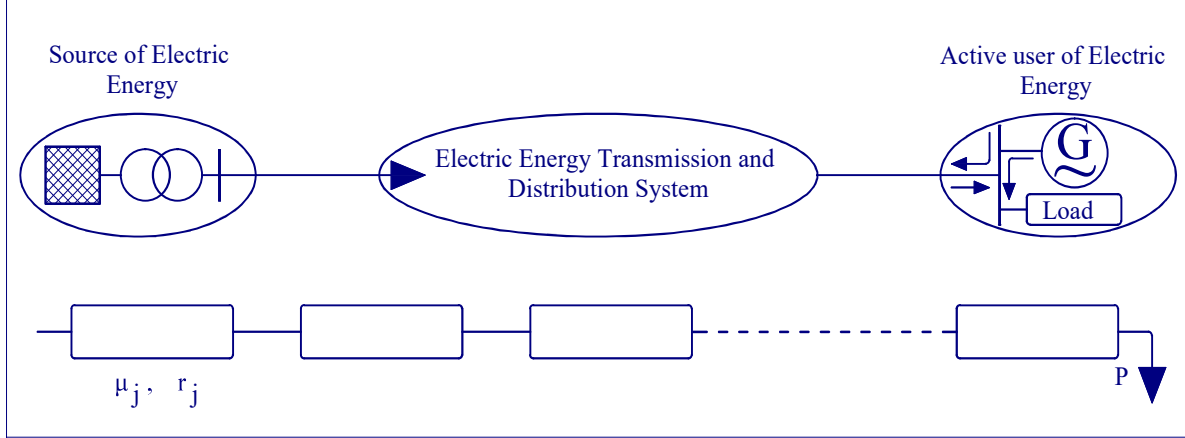 Source of Electric
Energy
Active user of Electric
Energy
Electric Energy Transmission and
Distribution System
G
~
Load
μj, rj
P